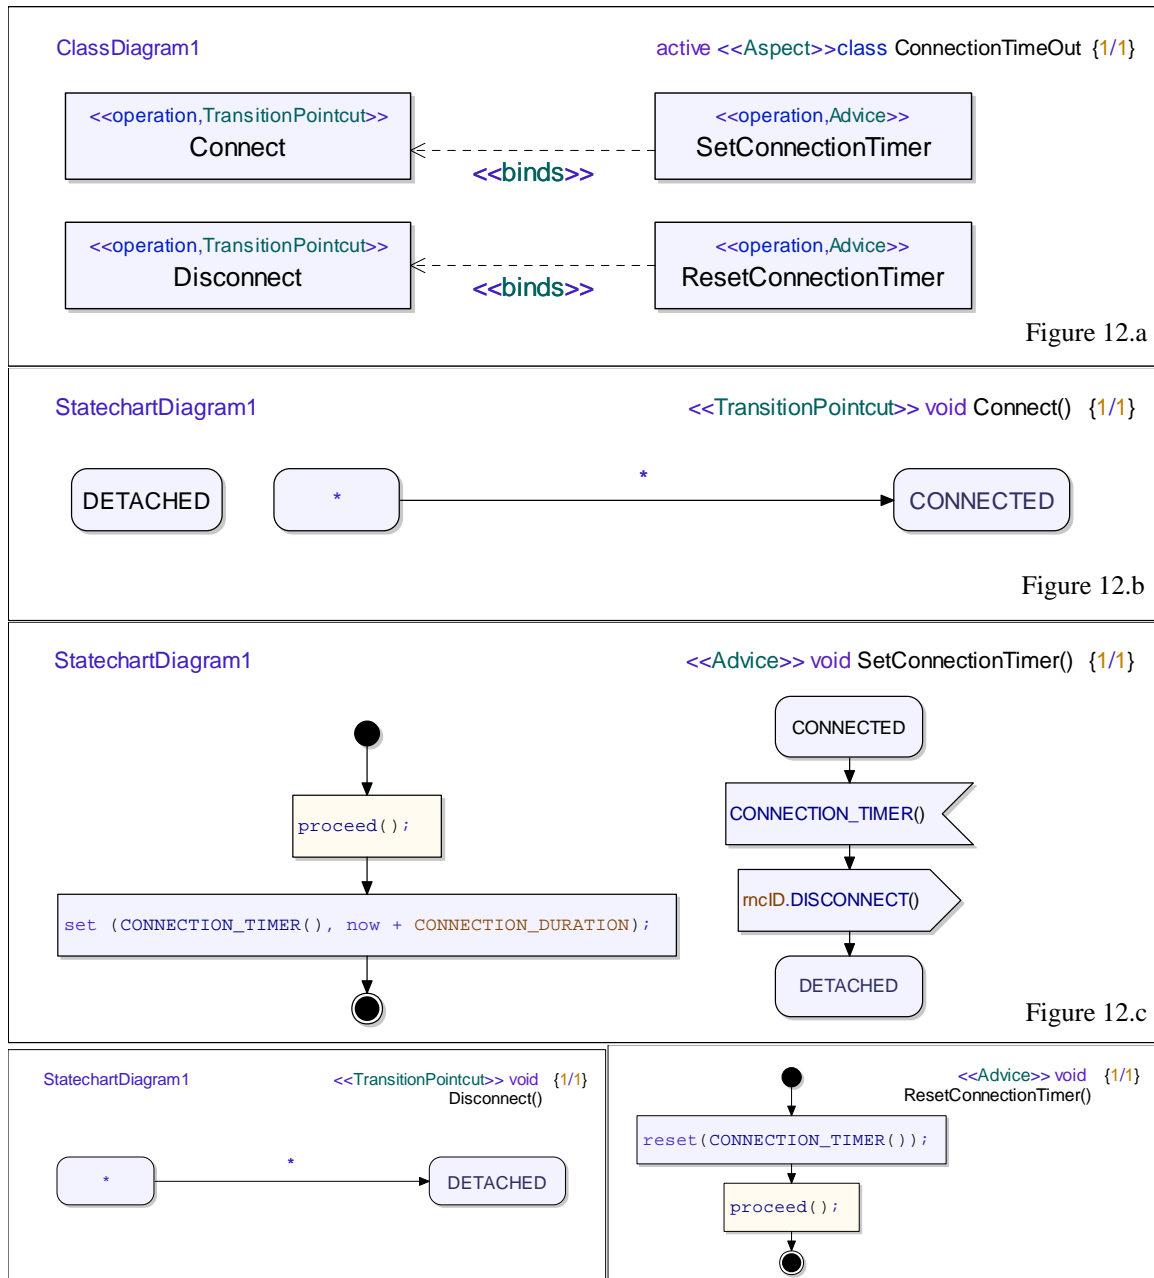 ClassDiagram1
active <<Aspect>>class ConnectionTimeOut {1/1}
<<operation,TransitionPointcut>>
Connect
<<binds>>
<<operation,Advice>>
SetConnectionTimer
<<operation,TransitionPointcut>>
Disconnect
<<binds>>
<<operation,Advice>>
ResetConnectionTimer
Figure 12.a
StatechartDiagram1
<<TransitionPointcut>> void Connect() {1/1}
DETACHED
*
*
CONNECTED
Figure 12.b
StatechartDiagram1
<<Advice>> void SetConnectionTimer() {1/1}
proceed();
set (CONNECTION_TIMER(), now + CONNECTION_DURATION);
CONNECTED
CONNECTION_TIMER()
rncID.DISCONNECT()
DETACHED
Figure 12.c
StatechartDiagram1
<<TransitionPointcut>> void {1/1}
Disconnect()
*
*
DETACHED
<<Advice>> void {1/1}
ResetConnectionTimer()
reset(CONNECTION_TIMER());
proceed();